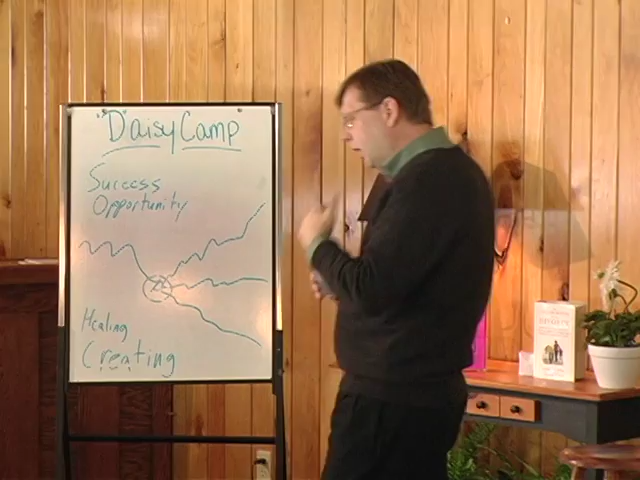 "DaisyCamp
Success
Opportunity
Healing
Creating